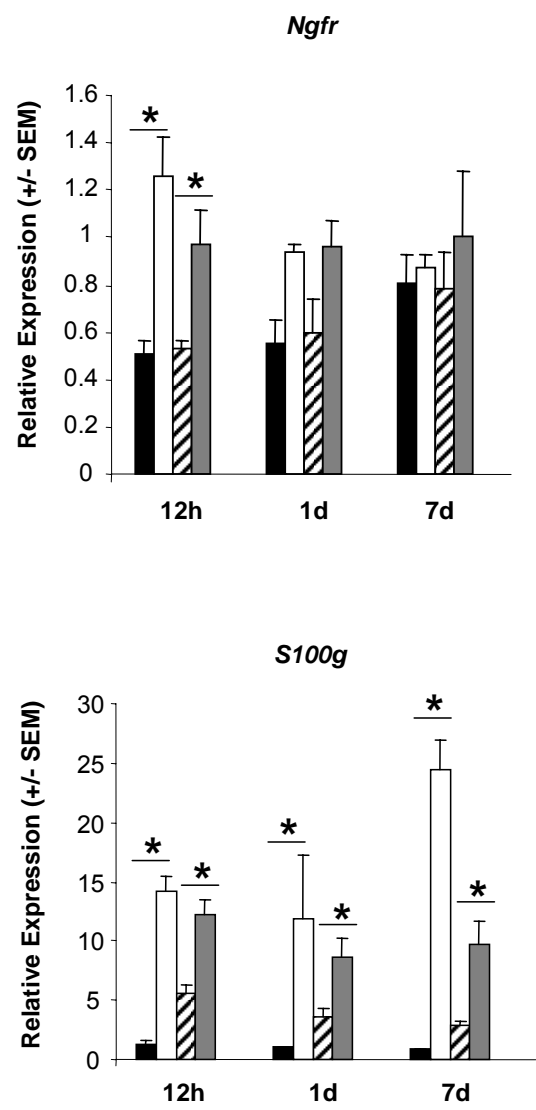 Ngfr
Relative Expression (+/- SEM)
1.6
1.4
1.2
1
0.8
0.6
0.4
0.2
0
* *
12h 1d 7d
S100g
Relative Expression (+/- SEM)
30
25
20
15
10
5
0
* * * * * *
12h 1d 7d